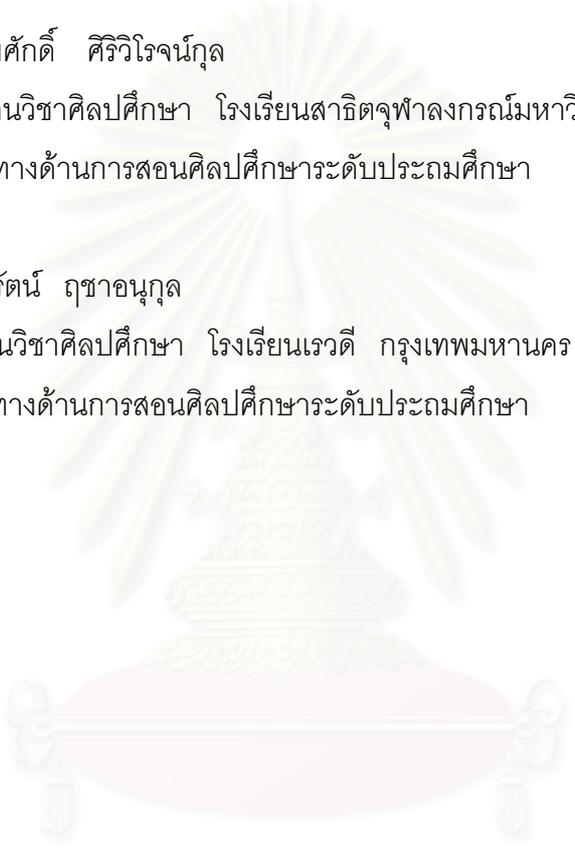 ศักดิ์ ศิริวิโรจน์กุล
นวิชาศิลปศึกษา โรงเรียนสาธิตจุฬาลงกรณ์มหาวิ
ทางด้านการสอนศิลปศึกษาระดับประถมศึกษา
รัตน์ ฤชาอนุกุล
นวิชาศิลปศึกษา โรงเรียนเรวดี กรุงเทพมหานคร
ทางด้านการสอนศิลปศึกษาระดับประถมศึกษา